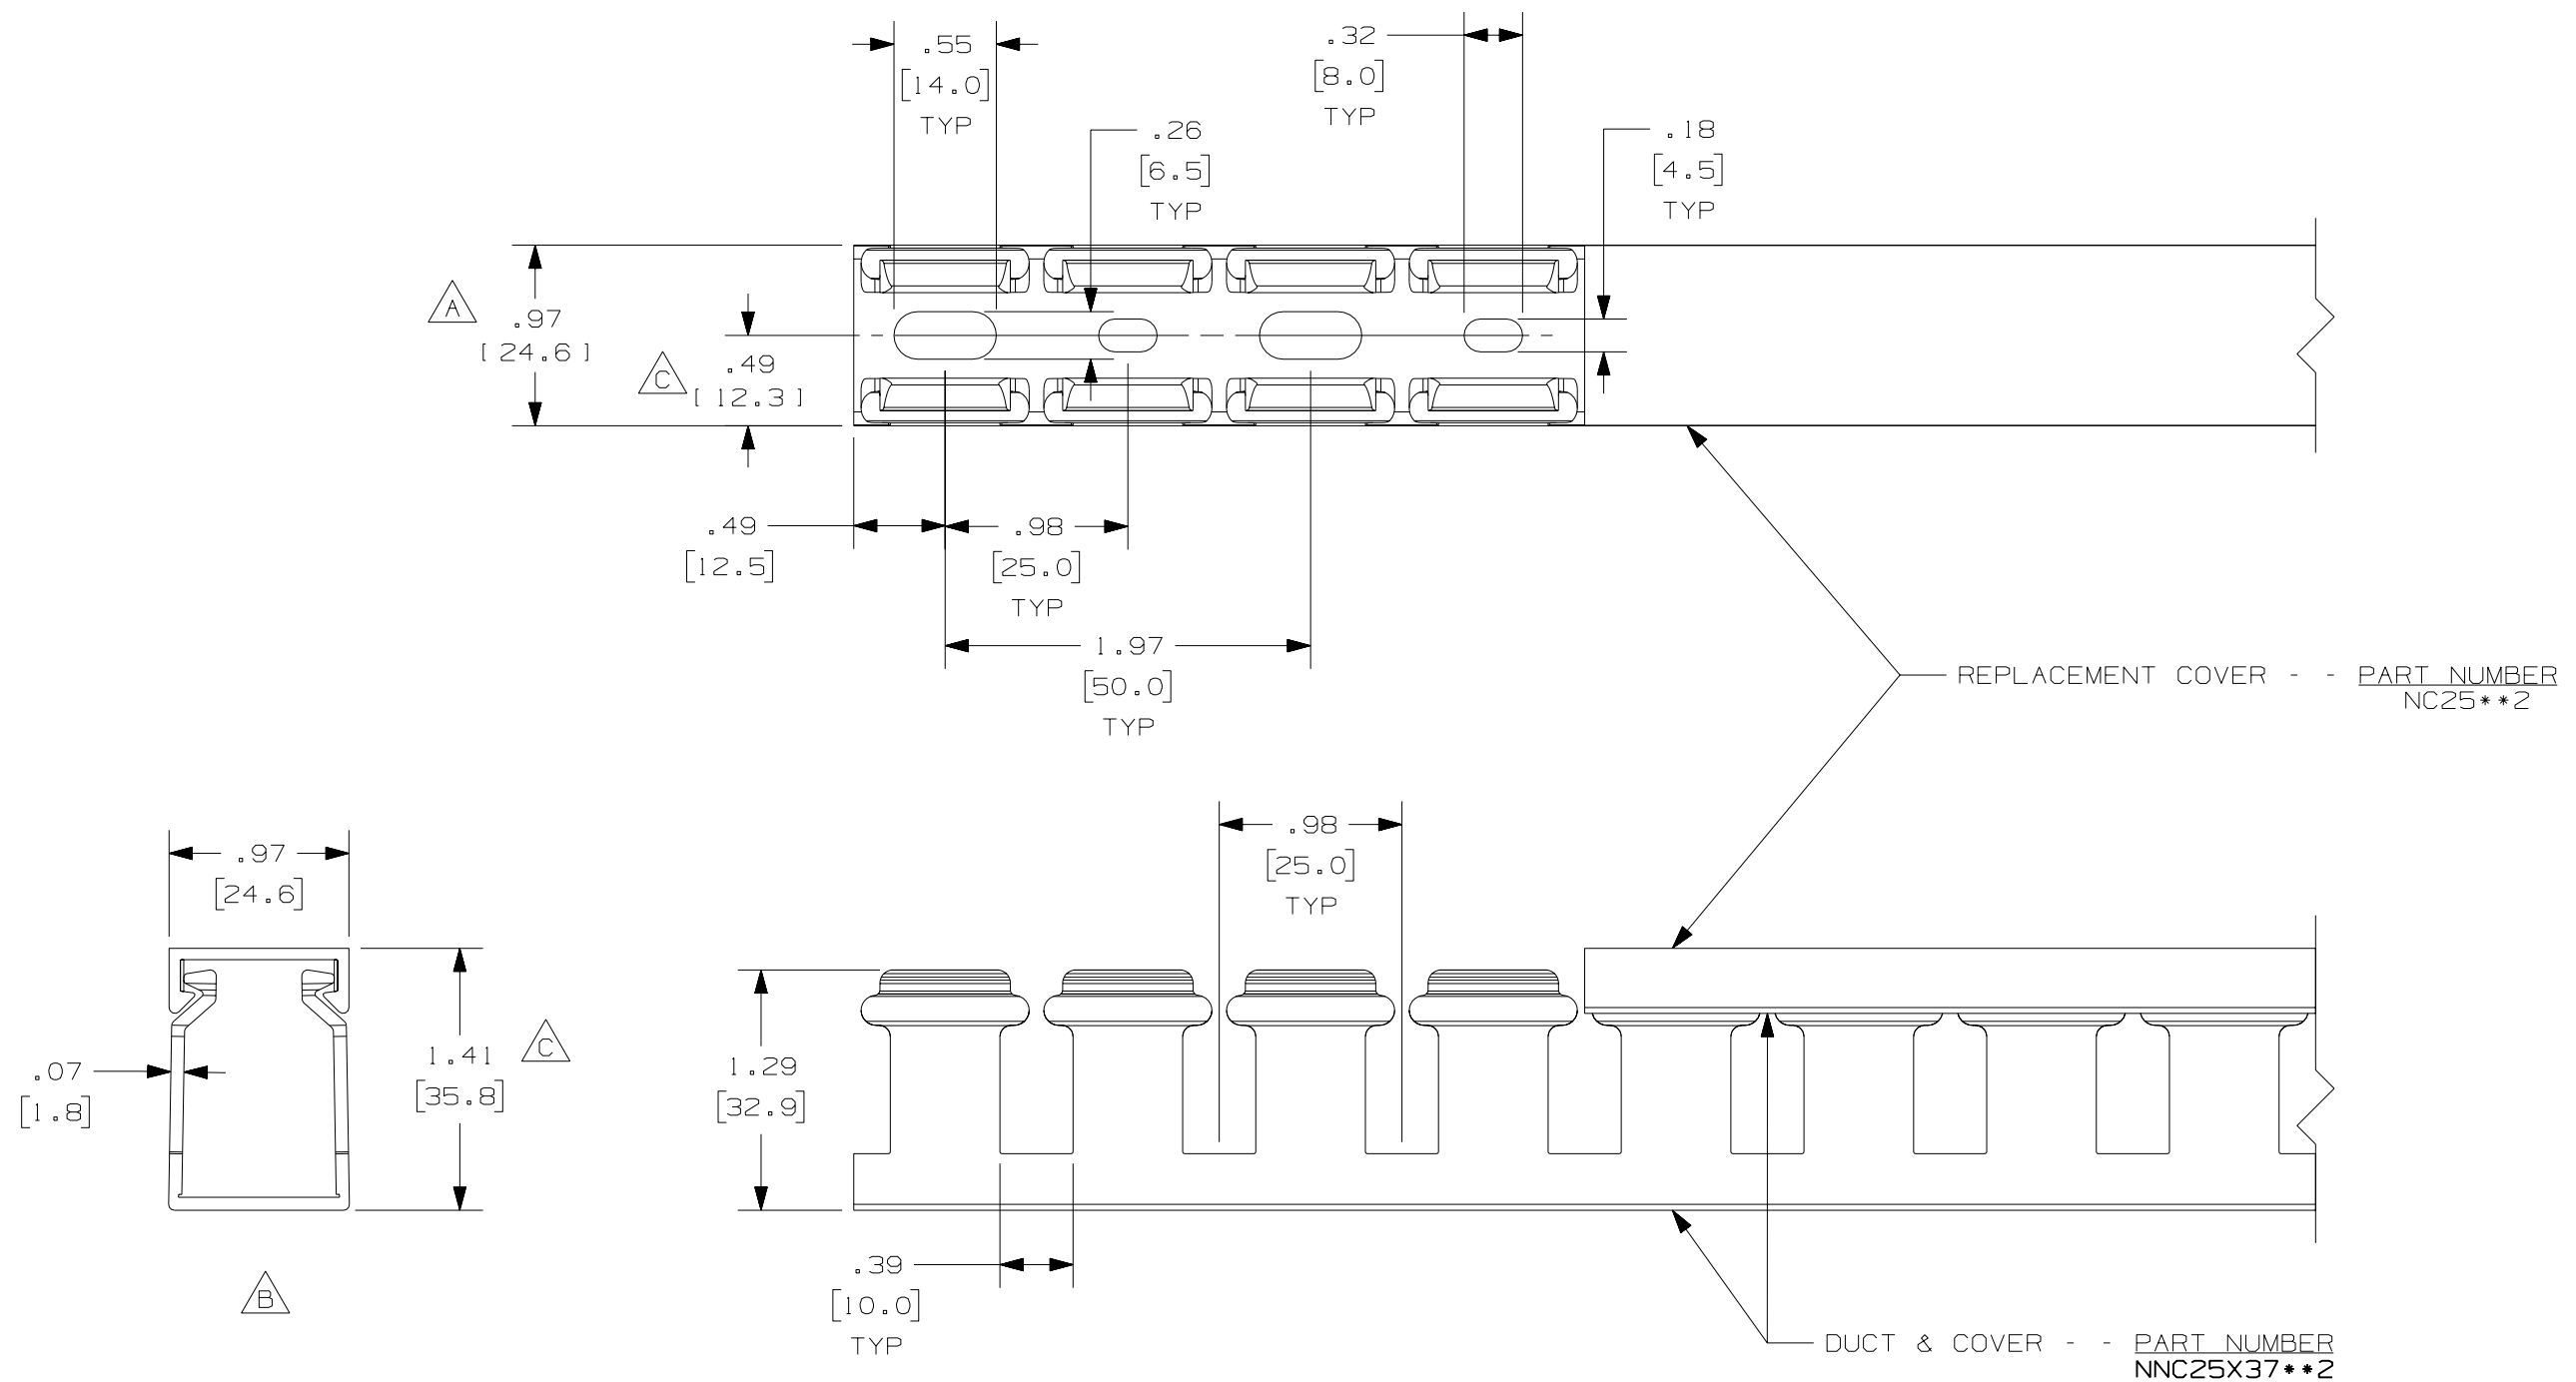 .55
[14.0]
TYP
.32
[8.0]
TYP
.26
[6.5]
TYP
.18
[4.5]
TYP
A
.97
[24.6]
C
.49
[12.3]
.49
[12.5]
.98
[25.0]
TYP
1.97
[50.0]
TYP
REPLACEMENT COVER - - PART NUMBER
NC25**2
.97
[24.6]
.98
[25.0]
TYP
.07
[1.8]
1.41
[35.8]
C
1.29
[32.9]
B
.39
[10.0]
TYP
DUCT & COVER - - PART NUMBER
NNC25X37**2